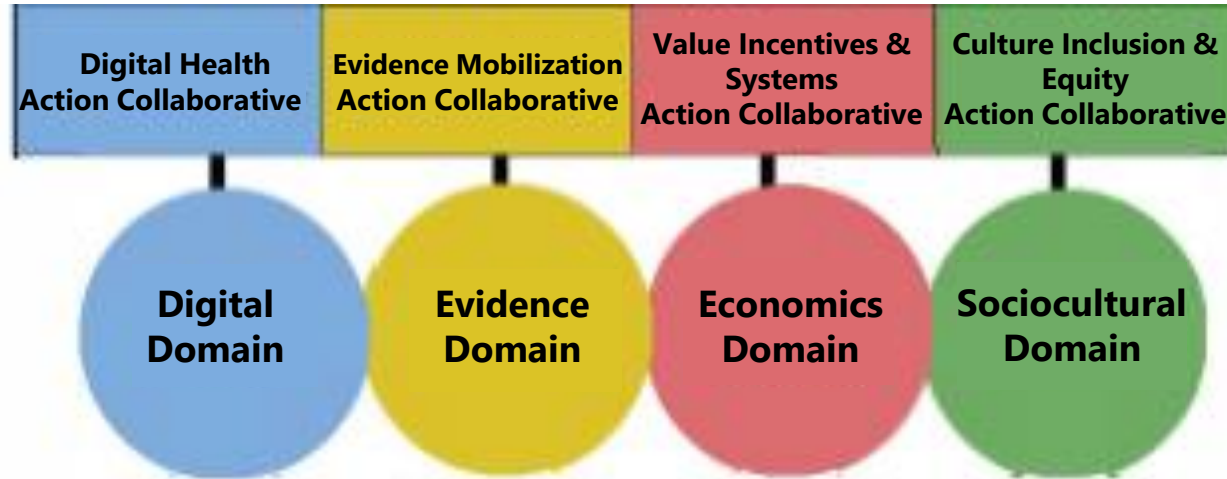 Digital Health
Action Collaborative
Evidence Mobilization
Action Collaborative
Value Incentives &
Systems
Action Collaborative
Culture Inclusion &
Equity
Action Collaborative
Digital
Domain
Evidence
Domain
Economics
Domain
Sociocultural
Domain